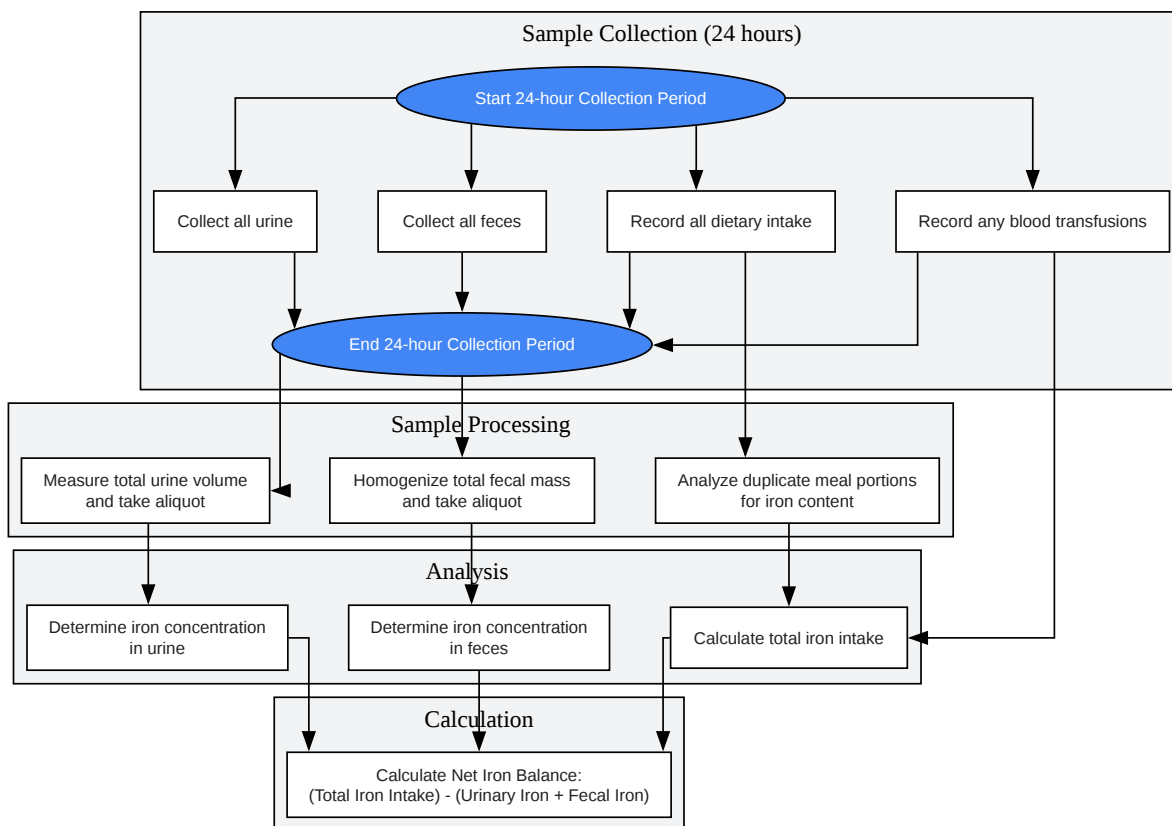 Sample Collection (24 hours)
Start 24-hour Collection Period
Collect all urine
Collect all feces
Record all dietary intake
Record any blood transfusions
End 24-hour Collection Period
Sample Processing
Measure total urine volume
and take aliquot
Homogenize total fecal mass
and take aliquot
Analyze duplicate meal portions
for iron content
Analysis
Determine iron concentration
in urine
Determine iron concentration
in feces
Calculate total iron intake
Calculation
Calculate Net Iron Balance:
(Total Iron Intake) - (Urinary Iron + Fecal Iron)